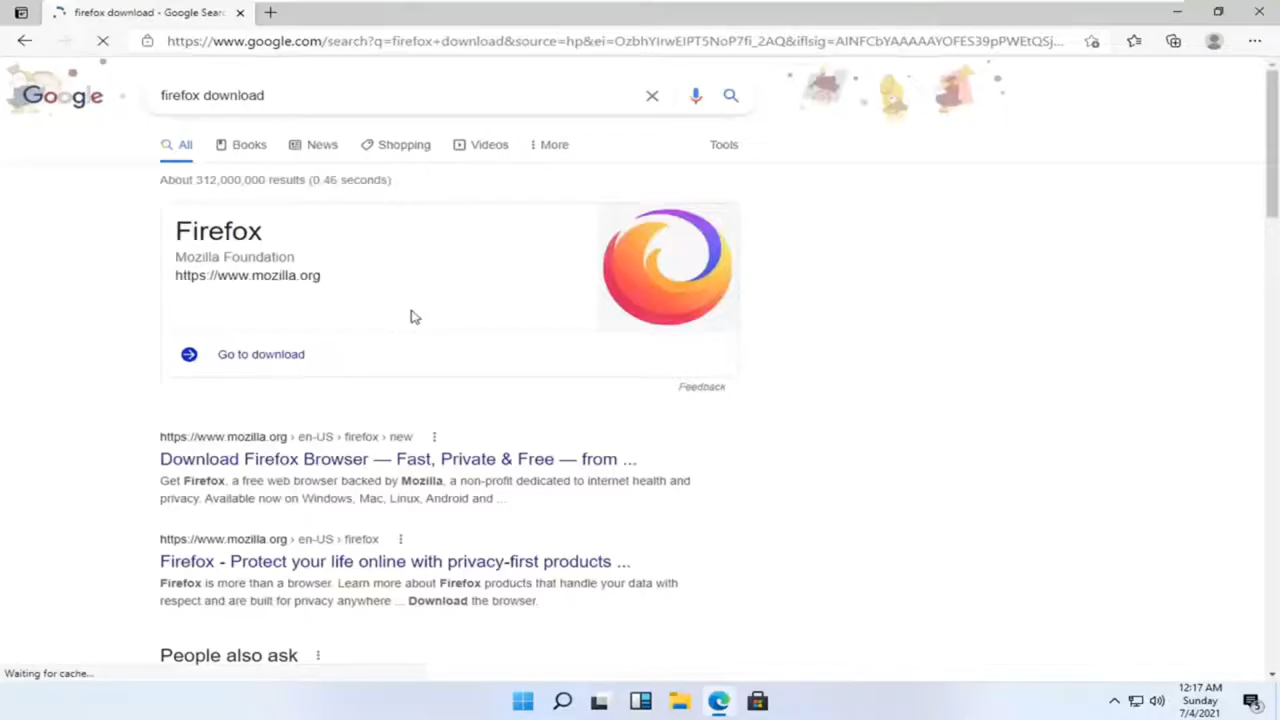 firefox download - Google Sear
https://www.google.com/search?q=firefox+download&source=hp&ei=OzbhYIrwEIPT5NoP7fi_2AQ&iflsig=AINFCbYAAAAAYOFES39pPWEtQSj...
Google
firefox download
All Books News Shopping Videos More Tools
About 312,000,000 results (0.46 seconds)
Firefox
Mozilla Foundation
https://www.mozilla.org
Go to download
Feedback
https://www.mozilla.org › en-US › firefox › new
Download Firefox Browser — Fast, Private & Free — from ...
Get Firefox, a free web browser backed by Mozilla, a non-profit dedicated to internet health and
privacy. Available now on Windows, Mac, Linux, Android and ...
https://www.mozilla.org › en-US › firefox
Firefox - Protect your life online with privacy-first products ...
Firefox is more than a browser. Learn more about Firefox products that handle your data with
respect and are built for privacy anywhere ... Download the browser.
People also ask
Waiting for cache...
12:17 AM
Sunday
7/4/2021
5